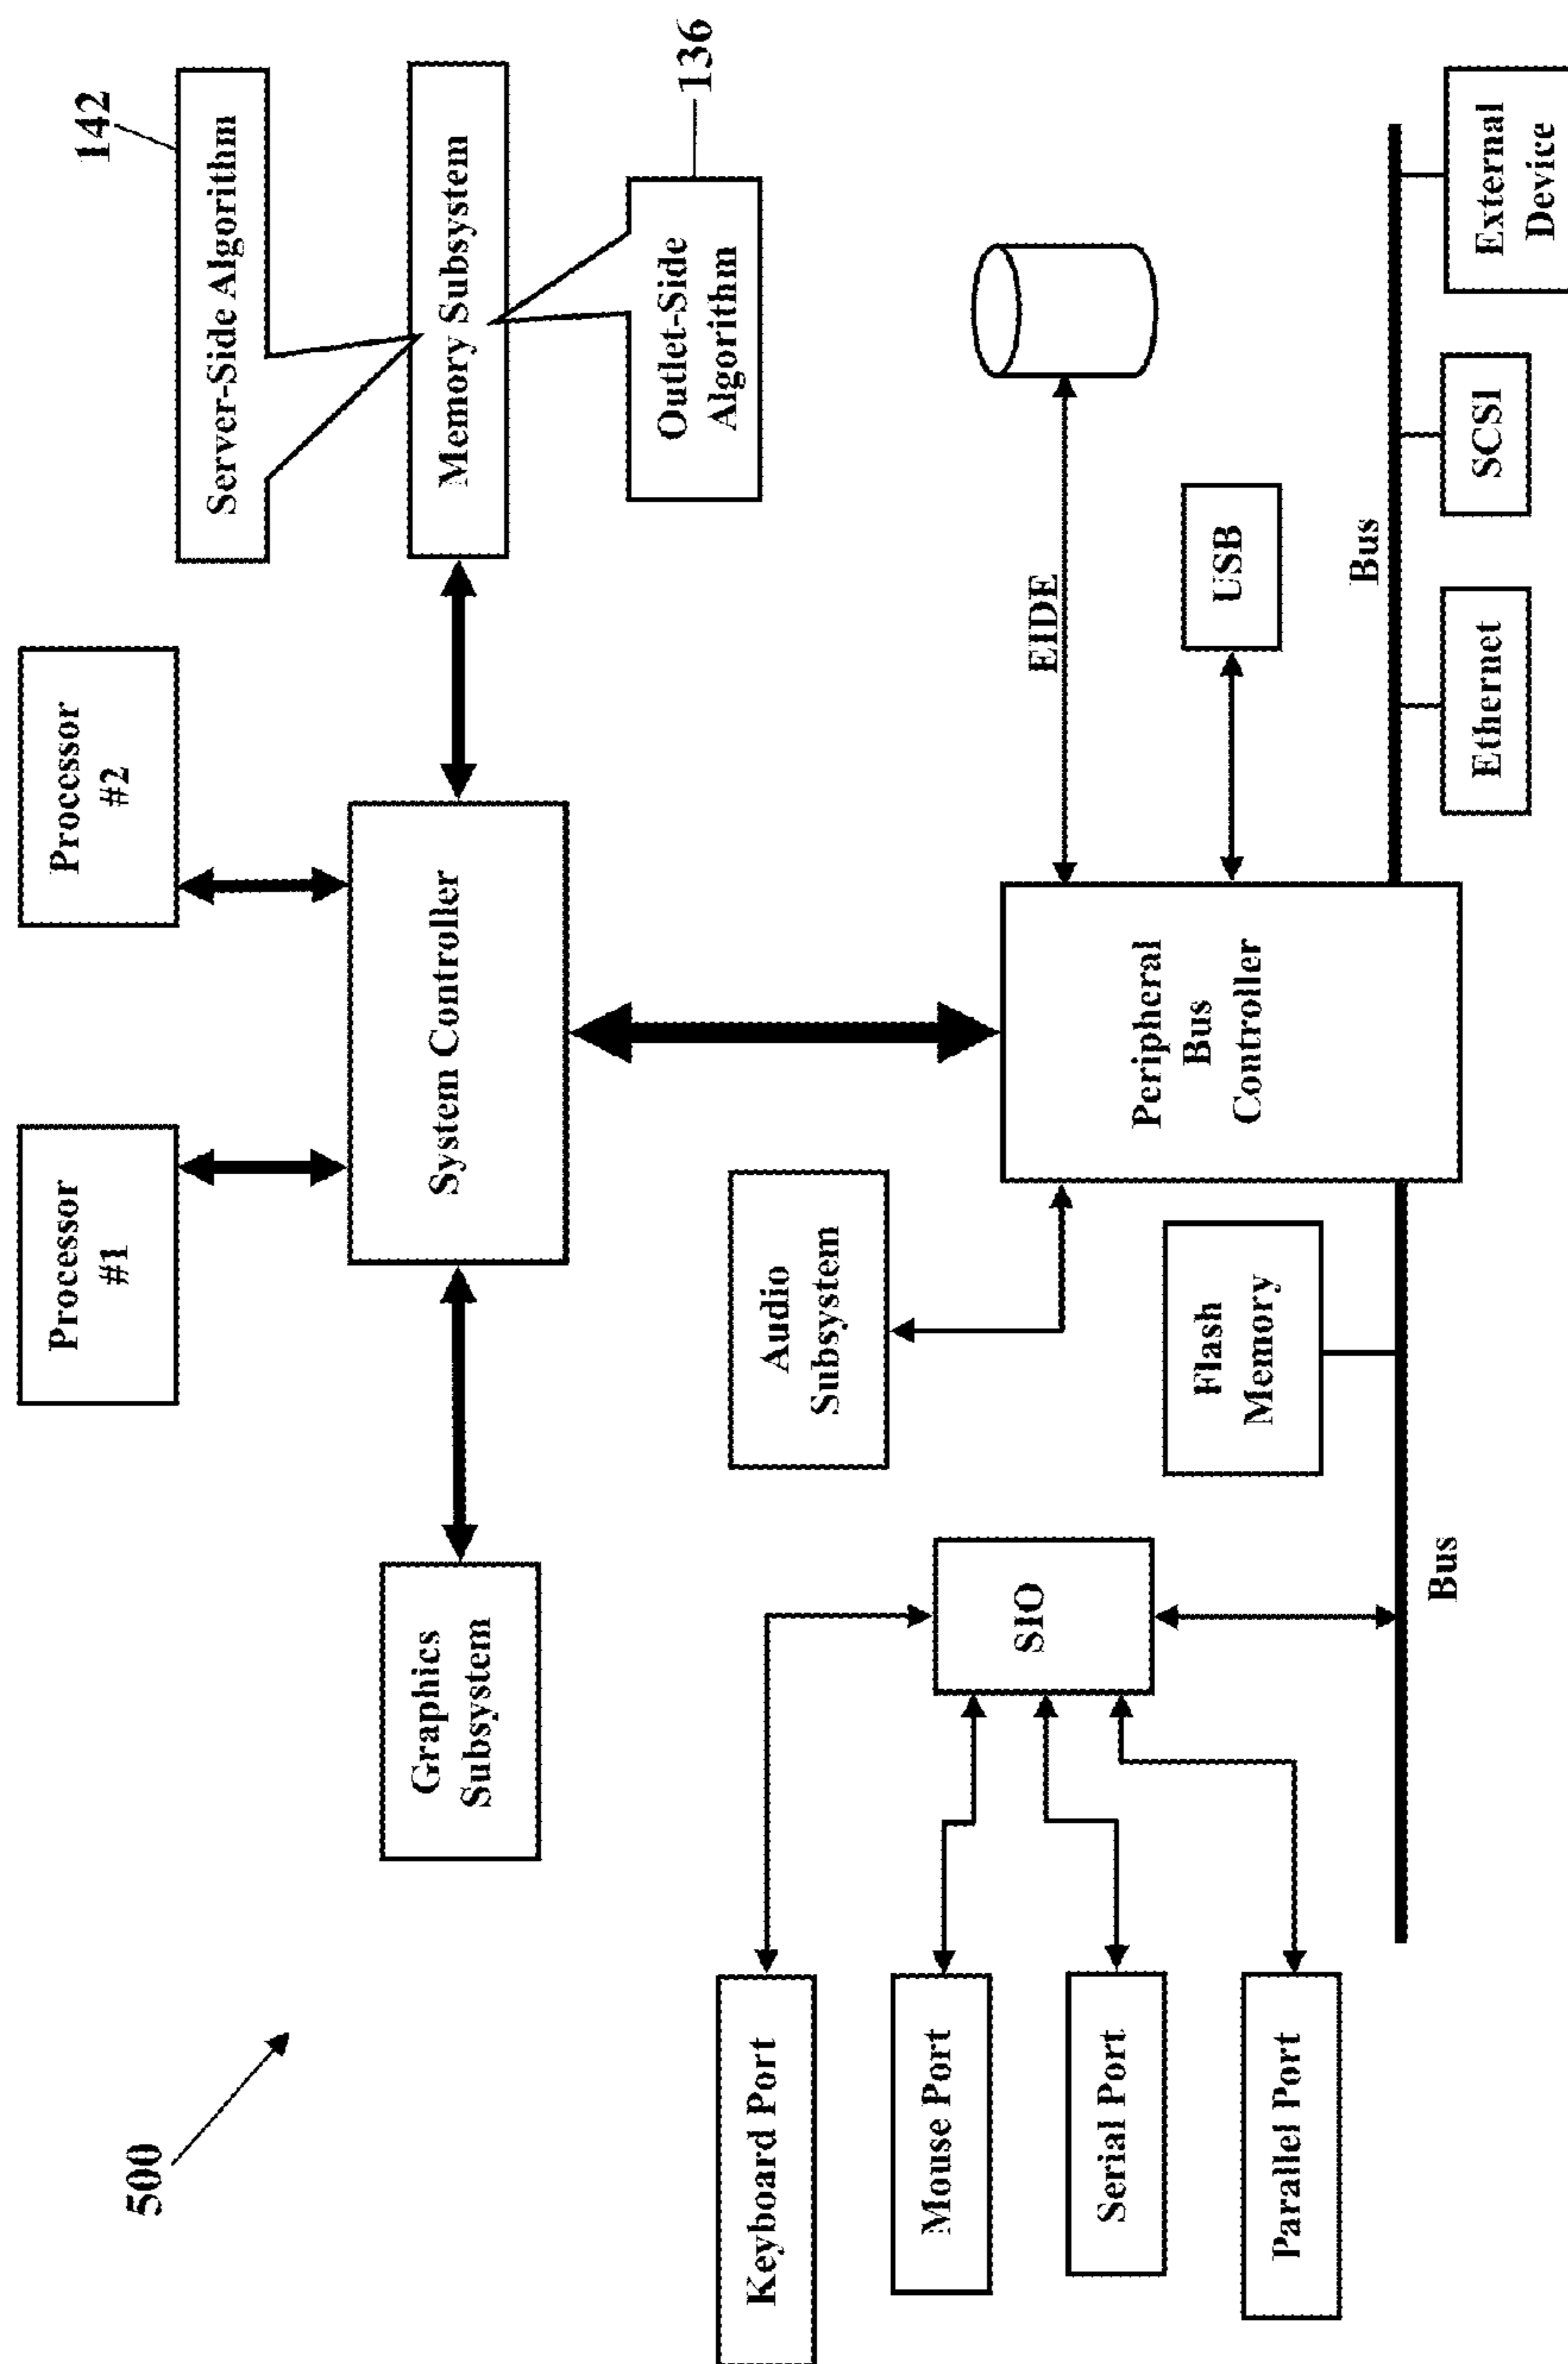 500
Processor
#1
Processor
#2
142
Server-Side Algorithm
Graphics
Subsystem
System Controller
Memory Subsystem
Outlet-Side
Algorithm
136
Keyboard Port
Mouse Port
Serial Port
Parallel Port
SIO
Audio
Subsystem
Flash
Memory
Peripheral
Bus
Controller
EIDE
USB
Bus
Bus
Ethernet
SCSI
External
Device